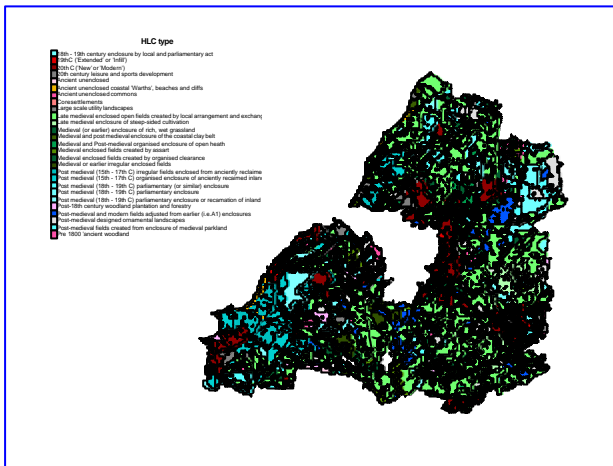 HLC type
18th - 19th century enclosure by local and parliamentary act
19thC ('Extended' or 'Infill')
20th C ('New' or 'Modern')
20th century leisure and sports development
Ancient unenclosed
Ancient unenclosed coastal 'Warths', beaches and cliffs
Ancient unenclosed commons
Coresettlements
Large scale utility landscapes
Late medieval enclosed open fields created by local arrangement and exchang
Late medieval enclosure of steep-sided cultivation
Medieval (or earlier) enclosure of rich, wet grassland
Medieval and post medieval enclosure of the coastal clay belt
Medieval and Post-medieval organised enclosure of open heath
Medieval enclosed fields created by assart
Medieval enclosed fields created by organised clearance
Medieval or earlier irregular enclosed fields
Post medieval (15th - 17th C) irregular fields enclosed from anciently reclaime
Post medieval (15th - 17th C) organised enclosure of anciently recaimed inlan
Post medieval (18th - 19th C) parliamentary (or similar) enclosure
Post medieval (18th - 19th C) parliamentary enclosure
Post medieval (18th - 19th C) parliamentary enclosure or recamation of inland
Post-18th century woodland plantation and forestry
Post-medieval and modern fields adjusted from earlier (i.e.A1) enclosures
Post-medieval designed ornamental landscapes
Post-medieval fields created from enclosure of medieval parkland
Pre 1800 'ancient woodland